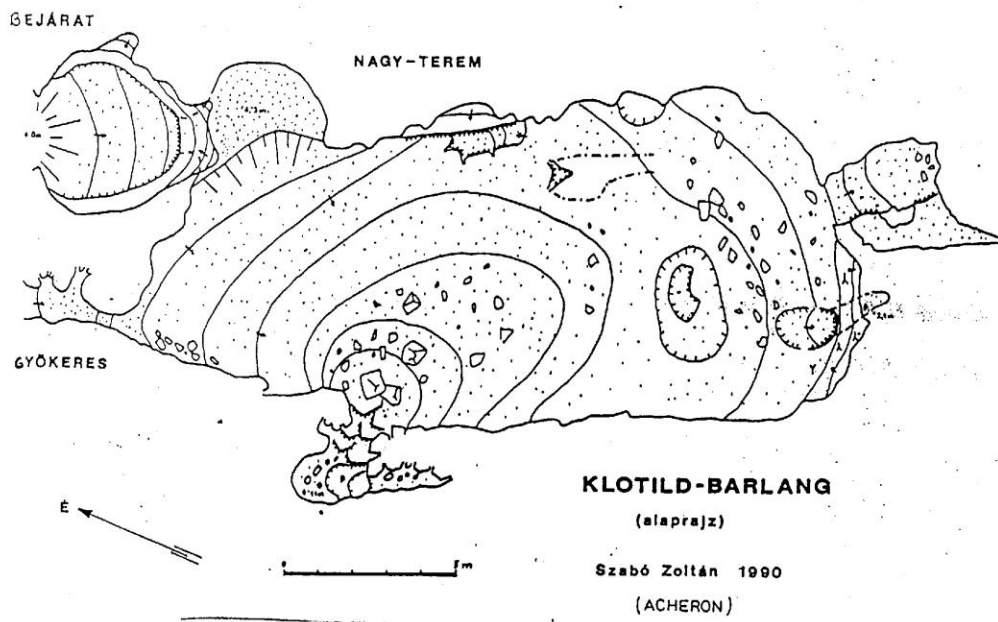 BEJÁRAT
NAGY-TEREM
GYÖKERES
É
KLOTILD-BARLANG
(alaprajz)
Szabó Zoltán 1990
(ACHERON)